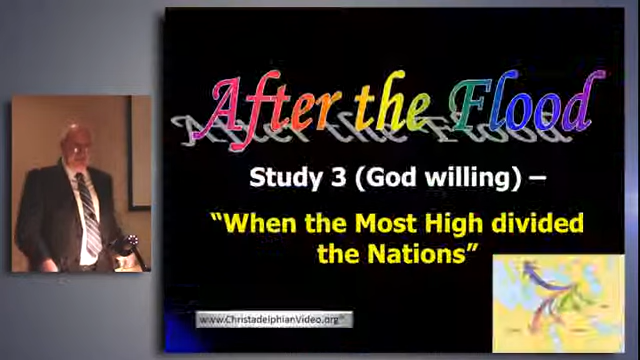 After the Flood
Study 3 (God willing) –
“When the Most High divided
the Nations”
www.ChristadelphianVideo.org